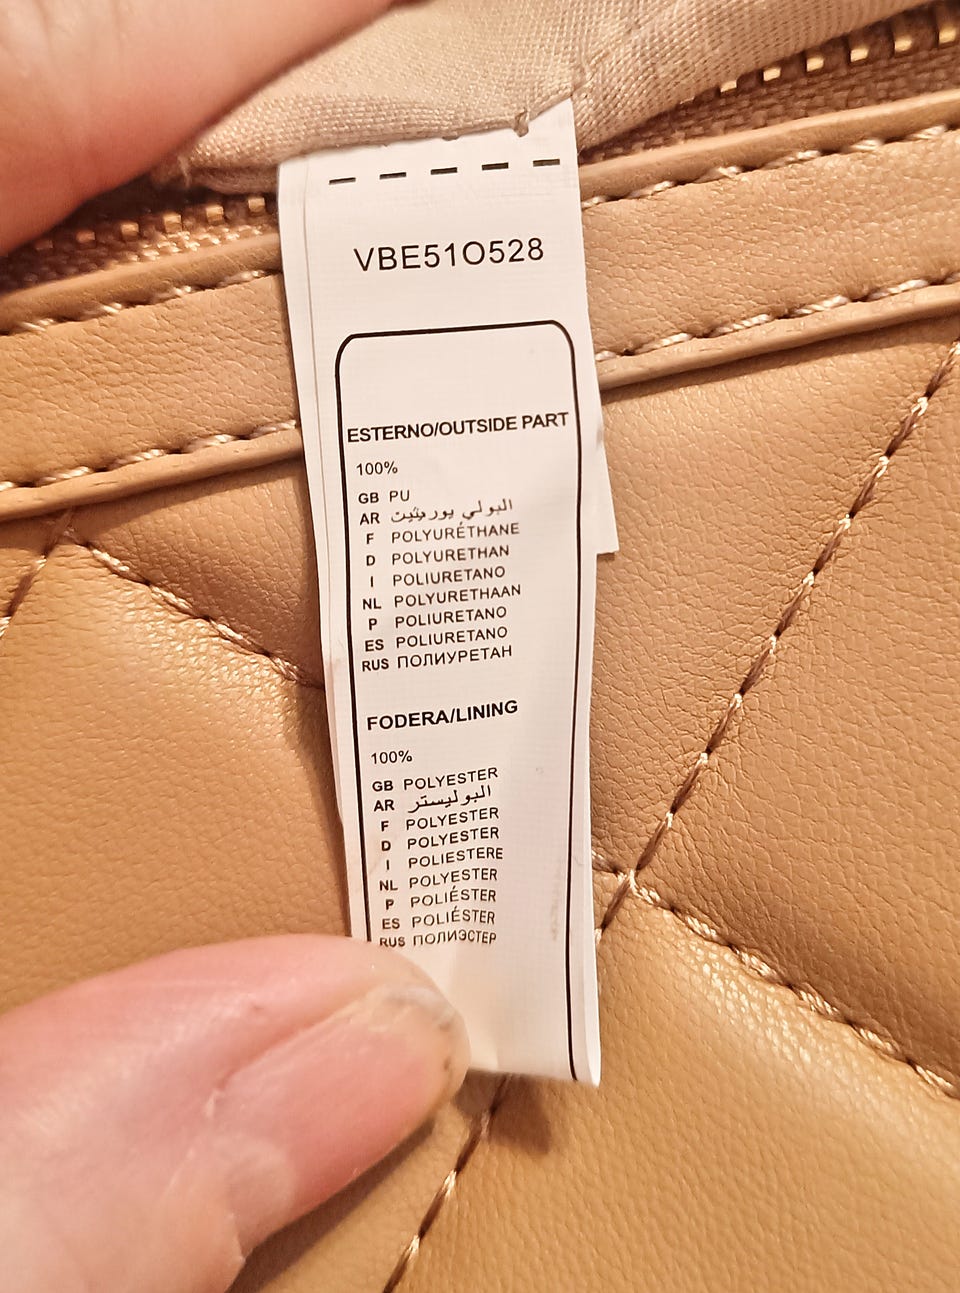 VBE51O528
ESTERNO/OUTSIDE PART
100%
GB PU
AR البولي يوريثيت
F POLYURÉTHANE
D POLYURETHAN
I POLIURETANO
NL POLYURETHAAN
P POLIURETANO
ES POLIURETANO
RUS ПОЛИУРЕТАН
FODERA/LINING
100%
GB POLYESTER
AR البوليستر
F POLYESTER
D POLYESTER
I POLIESTERE
NL POLYESTER
P POLIÉSTER
ES POLIÉSTER
RUS ПОЛИЭСТЕР